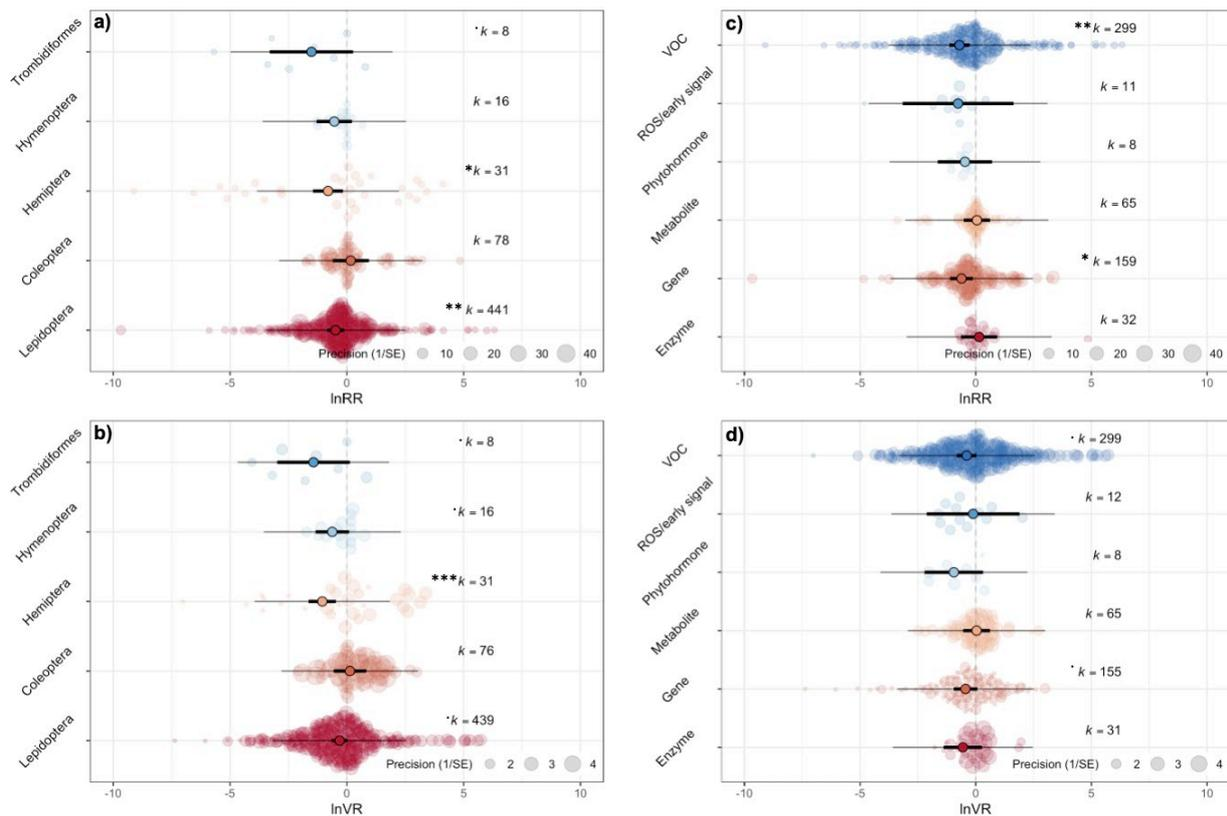 a)
Trombidiformes
· k = 8
Hymenoptera
k = 16
Hemiptera
* k = 31
Coleoptera
k = 78
Lepidoptera
** k = 441
Precision (1/SE) 10 20 30 40
-10 -5 0 5 10
lnRR
c)
VOC
** k = 299
ROS/early signal
k = 11
Phytohormone
k = 8
Metabolite
k = 65
Gene
* k = 159
Enzyme
k = 32
Precision (1/SE) 10 20 30 40
-10 -5 0 5 10
lnRR
b)
Trombidiformes
· k = 8
Hymenoptera
· k = 16
Hemiptera
*** k = 31
Coleoptera
k = 76
Lepidoptera
· k = 439
Precision (1/SE) 2 3 4
-10 -5 0 5 10
lnVR
d)
VOC
· k = 299
ROS/early signal
k = 12
Phytohormone
k = 8
Metabolite
k = 65
Gene
· k = 155
Enzyme
k = 31
Precision (1/SE) 2 3 4
-10 -5 0 5 10
lnVR